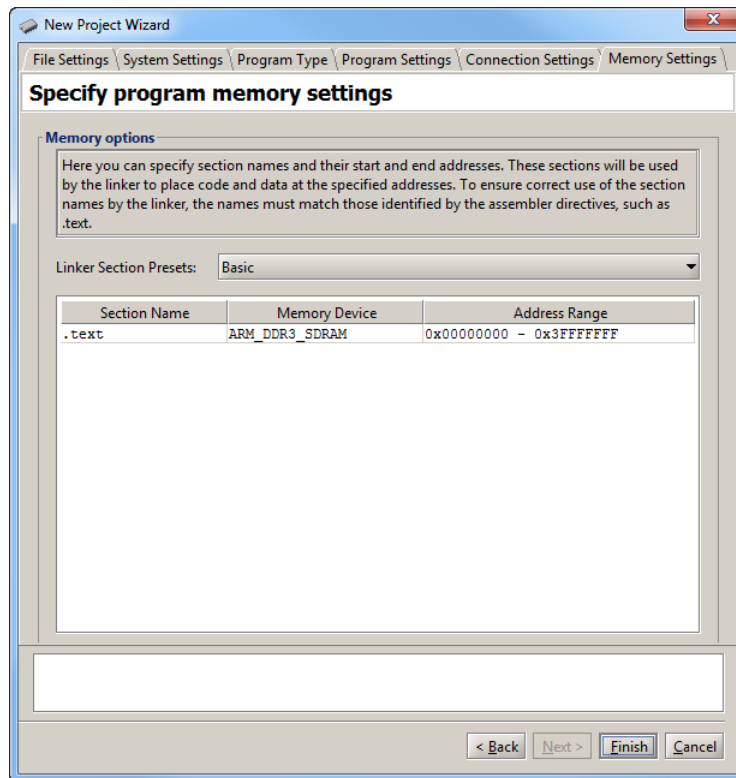 New Project Wizard
File Settings System Settings Program Type Program Settings Connection Settings Memory Settings
Specify program memory settings
Memory options
Here you can specify section names and their start and end addresses. These sections will be used
by the linker to place code and data at the specified addresses. To ensure correct use of the section
names by the linker, the names must match those identified by the assembler directives, such as
.text.
Linker Section Presets: Basic
Section Name Memory Device Address Range
.text ARM_DDR3_SDRAM 0x00000000 - 0x3FFFFFFF
< Back Next > Finish Cancel